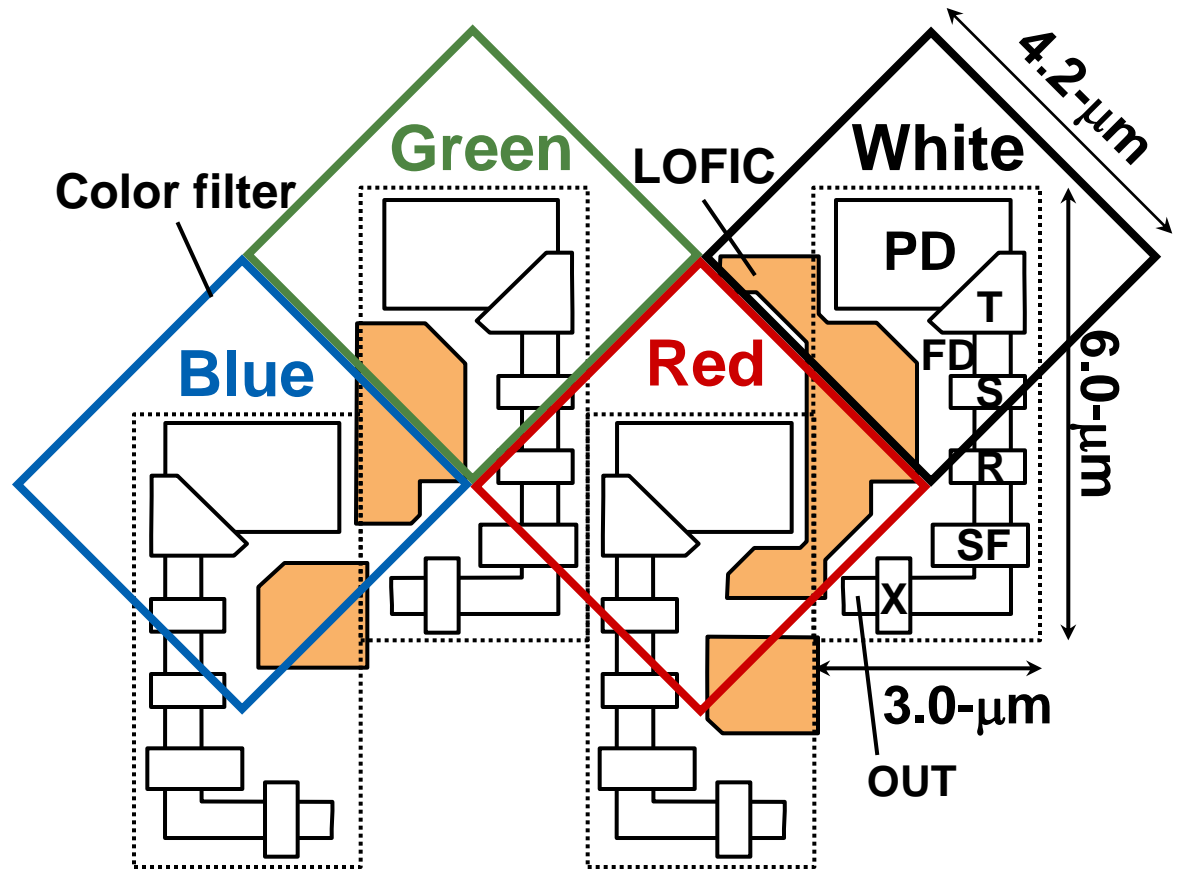 4.2-μm
Green
White
LOFIC
Color filter
PD
T
FD
6.0-μm
Blue
Red
S
R
SF
X
3.0-μm
OUT